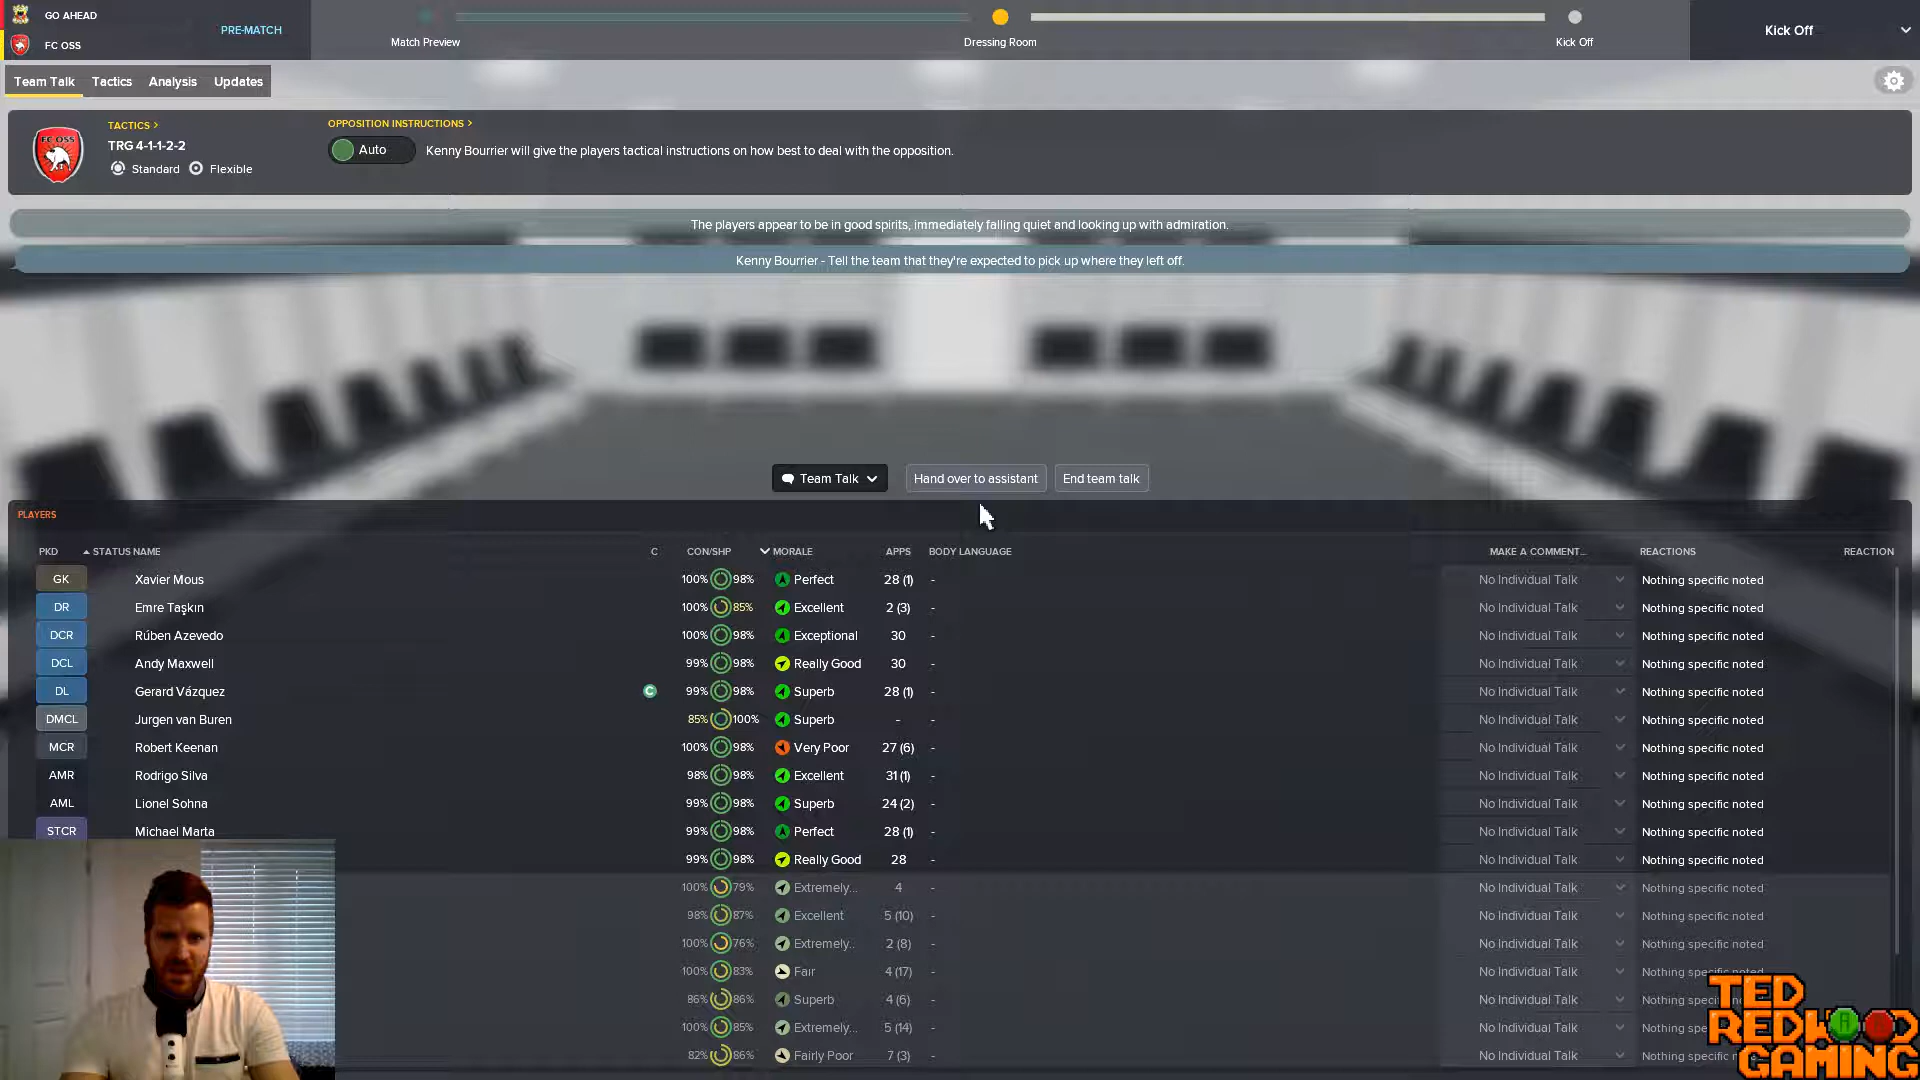 GO AHEAD
FC OSS
PRE-MATCH
Match Preview
Dressing Room
Kick Off
Kick Off
Team Talk Tactics Analysis Updates
FC OSS
TACTICS >
TRG 4-1-1-2-2
Standard Flexible
OPPOSITION INSTRUCTIONS >
Auto Kenny Bourrier will give the players tactical instructions on how best to deal with the opposition.
The players appear to be in good spirits, immediately falling quiet and looking up with admiration.
Kenny Bourrier - Tell the team that they're expected to pick up where they left off.
Team Talk Hand over to assistant End team talk
PLAYERS
PKD STATUS NAME C CON/SHP MORALE APPS BODY LANGUAGE MAKE A COMMENT... REACTIONS REACTION
GK Xavier Mous 100% 98% Perfect 28 (1) - No Individual Talk Nothing specific noted
DR Emre Taşkın 100% 85% Excellent 2 (3) - No Individual Talk Nothing specific noted
DCR Rúben Azevedo 100% 98% Exceptional 30 - No Individual Talk Nothing specific noted
DCL Andy Maxwell 99% 98% Really Good 30 - No Individual Talk Nothing specific noted
DL Gerard Vázquez C 99% 98% Superb 28 (1) - No Individual Talk Nothing specific noted
DMCL Jurgen van Buren 85% 100% Superb - - No Individual Talk Nothing specific noted
MCR Robert Keenan 100% 98% Very Poor 27 (6) - No Individual Talk Nothing specific noted
AMR Rodrigo Silva 98% 98% Excellent 31 (1) - No Individual Talk Nothing specific noted
AML Lionel Sohna 99% 98% Superb 24 (2) - No Individual Talk Nothing specific noted
STCR Michael Marta 99% 98% Perfect 28 (1) - No Individual Talk Nothing specific noted
99% 98% Really Good 28 - No Individual Talk Nothing specific noted
100% 79% Extremely... 4 - No Individual Talk Nothing specific noted
98% 87% Excellent 5 (10) - No Individual Talk Nothing specific noted
100% 76% Extremely... 2 (8) - No Individual Talk Nothing specific noted
100% 83% Fair 4 (17) - No Individual Talk Nothing specific noted
86% 86% Superb 4 (6) - No Individual Talk Nothing specific
100% 85% Extremely... 5 (14) - No Individual Talk Nothing
82% 86% Fairly Poor 7 (3) - No Individual Talk Nothing specific
TED
REDWOOD
GAMING